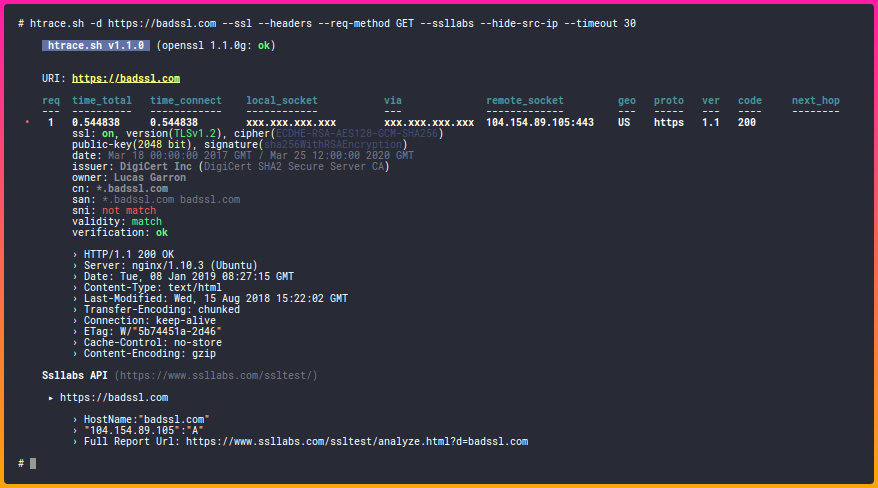 # htrace.sh -d https://badssl.com --ssl --headers --req-method GET --ssllabs --hide-src-ip --timeout 30
htrace.sh v1.1.0 (openssl 1.1.0g: ok)
URI: https://badssl.com
req time_total time_connect local_socket via remote_socket geo proto ver code next_hop
--- ---------- ------------ ------------ --- ------------- --- ----- --- ---- --------
• 1 0.544838 0.544838 xxx.xxx.xxx.xxx xxx.xxx.xxx.xxx 104.154.89.105:443 US https 1.1 200
ssl: on, version(TLSv1.2), cipher(ECDHE-RSA-AES128-GCM-SHA256)
public-key(2048 bit), signature(sha256WithRSAEncryption)
date: Mar 18 00:00:00 2017 GMT / Mar 25 12:00:00 2020 GMT
issuer: DigiCert Inc (DigiCert SHA2 Secure Server CA)
owner: Lucas Garron
cn: *.badssl.com
san: *.badssl.com badssl.com
sni: not match
validity: match
verification: ok
› HTTP/1.1 200 OK
› Server: nginx/1.10.3 (Ubuntu)
› Date: Tue, 08 Jan 2019 08:27:15 GMT
› Content-Type: text/html
› Last-Modified: Wed, 15 Aug 2018 15:22:02 GMT
› Transfer-Encoding: chunked
› Connection: keep-alive
› ETag: W/"5b74451a-2d46"
› Cache-Control: no-store
› Content-Encoding: gzip
Ssllabs API (https://www.ssllabs.com/ssltest/)
▸ https://badssl.com
› HostName:"badssl.com"
› "104.154.89.105":"A"
› Full Report Url: https://www.ssllabs.com/ssltest/analyze.html?d=badssl.com
#